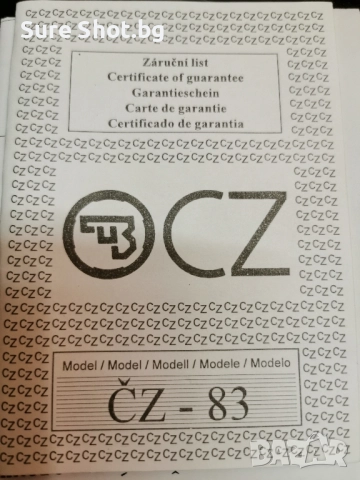 Sure Shot.bg
Záruční list
Certificate of guarantee
Garantieschein
Carte de garantie
Certificado de garantia
CZ
Model / Model / Modell / Modele / Modelo
ČZ - 83
BAZAR